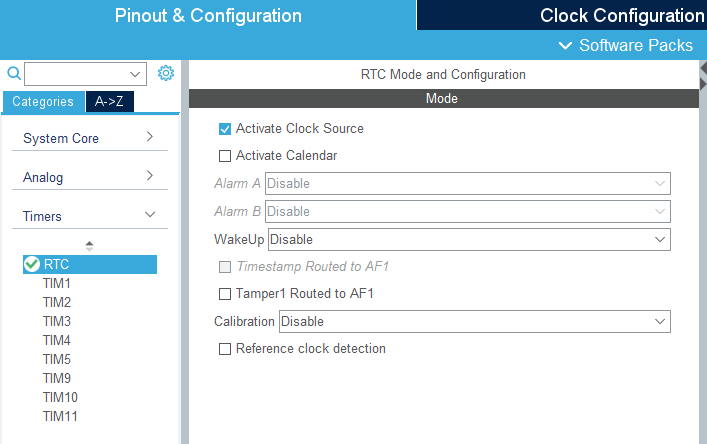 Pinout & Configuration
Clock Configuration
Software Packs
Categories
A->Z
System Core
Analog
Timers
RTC
TIM1
TIM2
TIM3
TIM4
TIM5
TIM9
TIM10
TIM11
RTC Mode and Configuration
Mode
Activate Clock Source
Activate Calendar
Alarm A Disable
Alarm B Disable
WakeUp Disable
Timestamp Routed to AF1
Tamper1 Routed to AF1
Calibration Disable
Reference clock detection